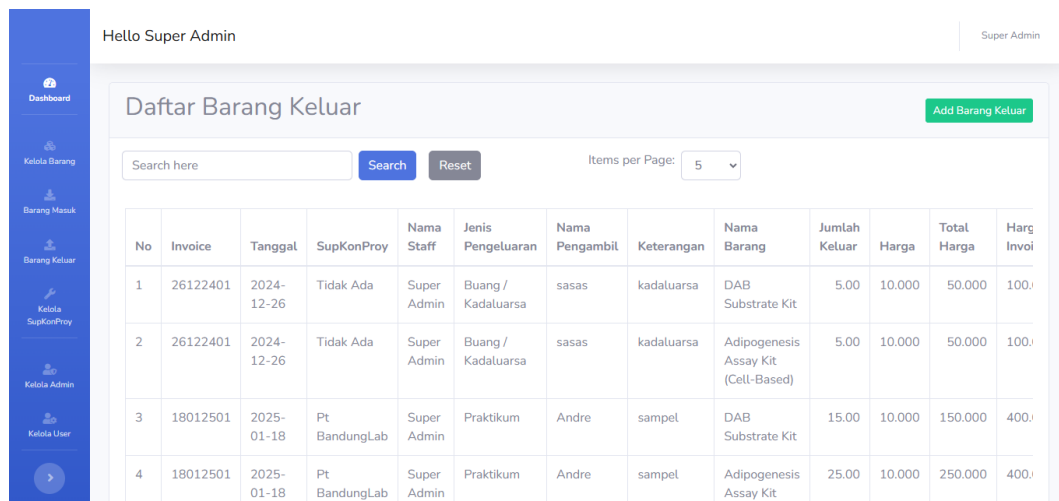 Hello Super Admin
Super Admin
Dashboard
Kelola Barang
Barang Masuk
Barang Keluar
Kelola
SupKonProy
Kelola Admin
Kelola User
Daftar Barang Keluar
Add Barang Keluar
Search here
Search
Reset
Items per Page:
5
No Invoice Tanggal SupKonProy Nama Staff Jenis Pengeluaran Nama Pengambil Keterangan Nama Barang Jumlah Keluar Harga Total Harga
1 26122401 2024-12-26 Tidak Ada Super Admin Buang / Kadaluarsa sasas kadaluarsa DAB Substrate Kit 5.00 10.000 50.000
2 26122401 2024-12-26 Tidak Ada Super Admin Buang / Kadaluarsa sasas kadaluarsa Adipogenesis Assay Kit (Cell-Based) 5.00 10.000 50.000
3 18012501 2025-01-18 Pt BandungLab Super Admin Praktikum Andre sampel DAB Substrate Kit 15.00 10.000 150.000
4 18012501 2025-01-18 Pt BandungLab Super Admin Praktikum Andre sampel Adipogenesis Assay Kit 25.00 10.000 250.000